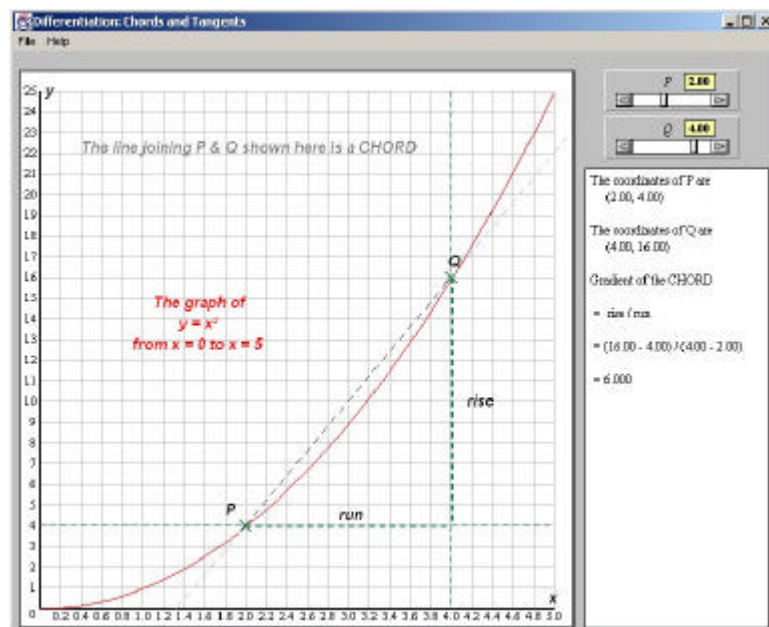 Differentiation: Chords and Tangents
File Help
P 2.00
Q 4.00
y
25
24
23
22
21
20
19
18
17
16
15
14
13
12
11
10
9
8
7
6
5
4
3
2
1
0
The line joining P & Q shown here is a CHORD
The graph of
y = x²
from x = 0 to x = 5
Q
rise
P
run
x
0.2 0.4 0.6 0.8 1.0 1.2 1.4 1.6 1.8 2.0 2.2 2.4 2.6 2.8 3.0 3.2 3.4 3.6 3.8 4.0 4.2 4.4 4.6 4.8 5.0
The coordinates of P are
(2.00, 4.00)
The coordinates of Q are
(4.00, 16.00)
Gradient of the CHORD
= rise / run
= (16.00 - 4.00) / (4.00 - 2.00)
= 6.000